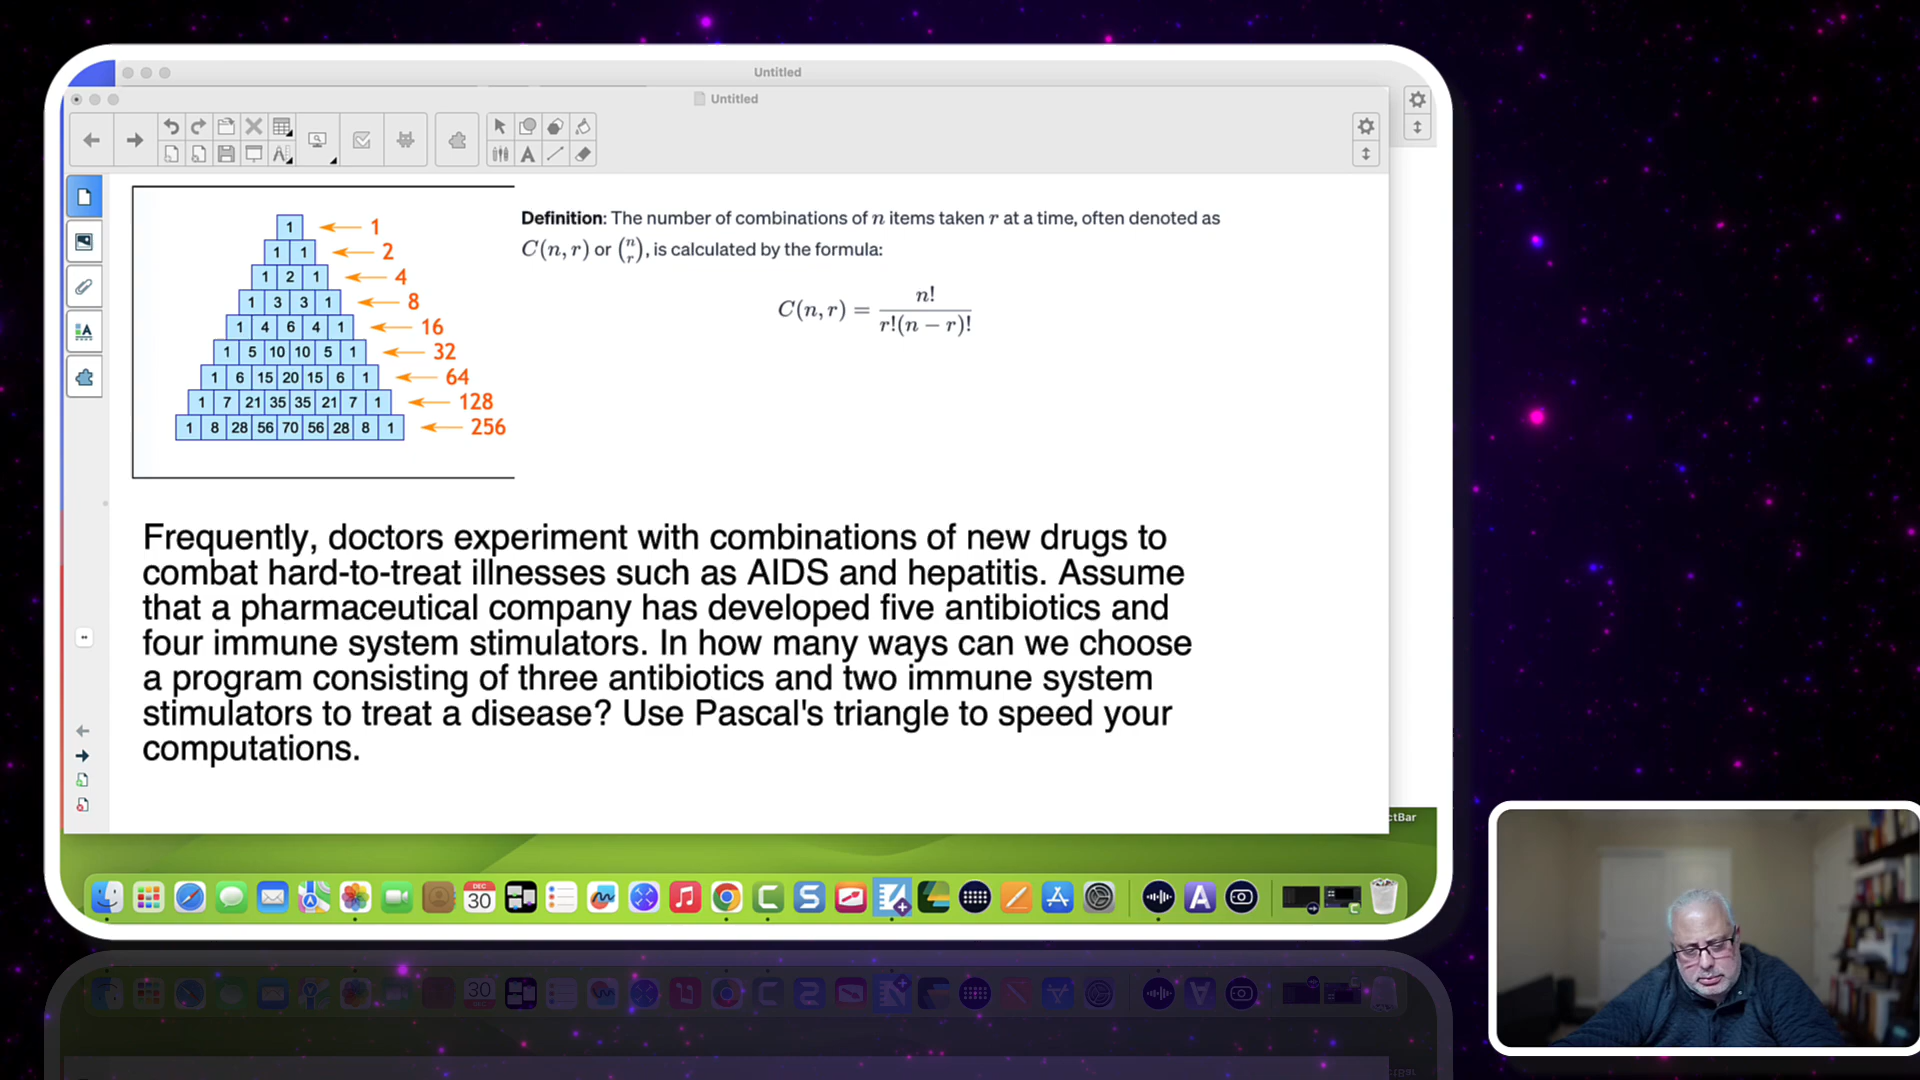 Untitled
Untitled
1 1
1 1 2
1 2 1 4
1 3 3 1 8
1 4 6 4 1 16
1 5 10 10 5 1 32
1 6 15 20 15 6 1 64
1 7 21 35 35 21 7 1 128
1 8 28 56 70 56 28 8 1 256
Definition: The number of combinations of n items taken r at a time, often denoted as
C(n, r) or (n r), is calculated by the formula:
C(n, r) = n! / r!(n − r)!
Frequently, doctors experiment with combinations of new drugs to
combat hard-to-treat illnesses such as AIDS and hepatitis. Assume
that a pharmaceutical company has developed five antibiotics and
four immune system stimulators. In how many ways can we choose
a program consisting of three antibiotics and two immune system
stimulators to treat a disease? Use Pascal's triangle to speed your
computations.
ctBar
DEC
30